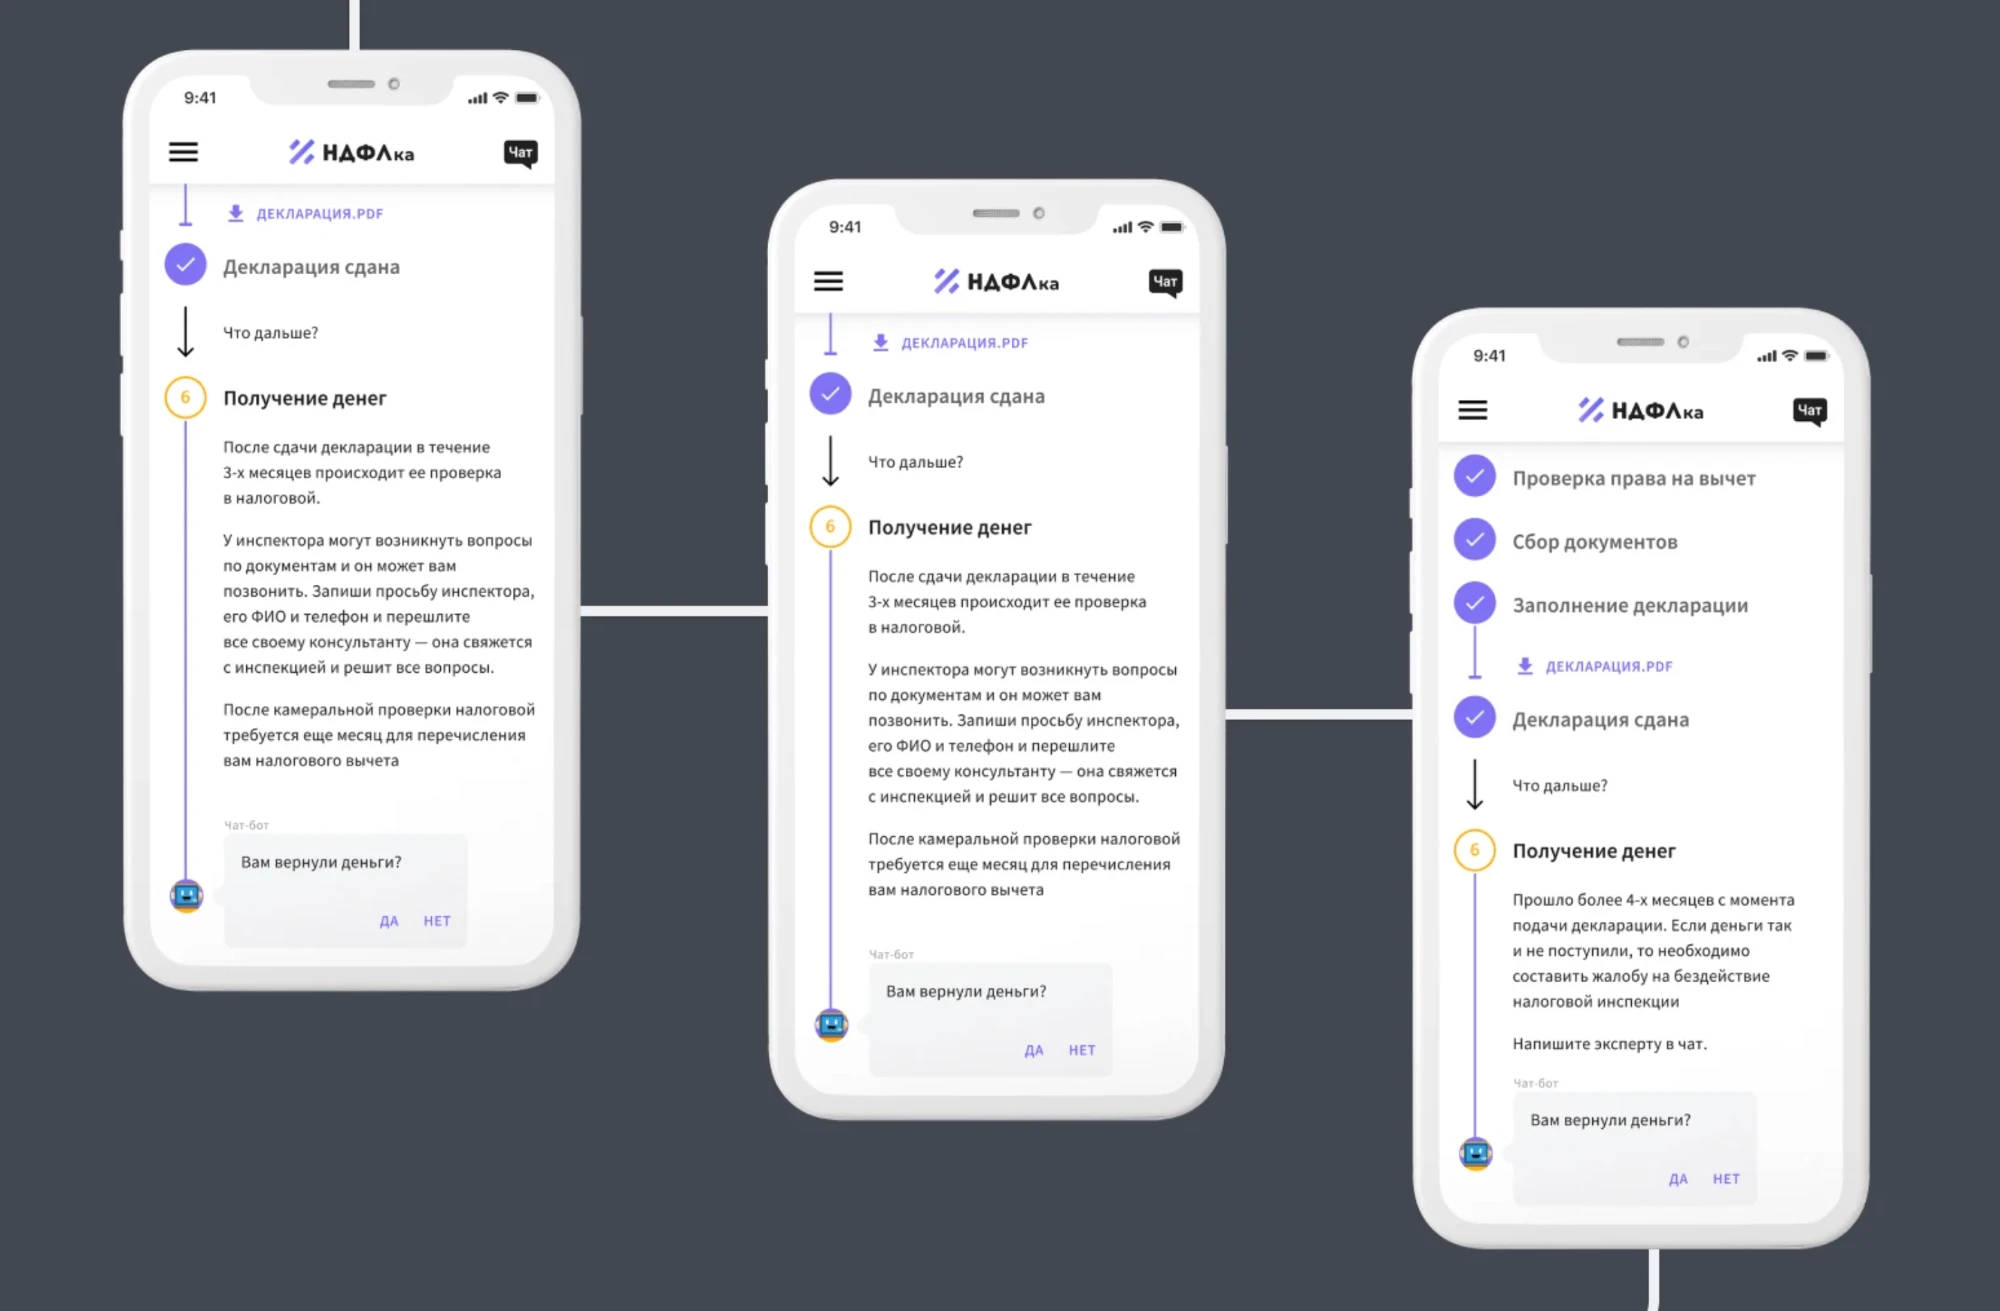 9:41
НДФЛка
Чат
ДЕКЛАРАЦИЯ.PDF
Декларация сдана
Что дальше?
6
Получение денег
После сдачи декларации в течение
3-х месяцев происходит ее проверка
в налоговой.
У инспектора могут возникнуть вопросы
по документам и он может вам
позвонить. Запиши просьбу инспектора,
его ФИО и телефон и перешлите
все своему консультанту — она свяжется
с инспекцией и решит все вопросы.
После камеральной проверки налоговой
требуется еще месяц для перечисления
вам налогового вычета
Чат-бот
Вам вернули деньги?
ДА НЕТ
9:41
НДФЛка
Чат
ДЕКЛАРАЦИЯ.PDF
Декларация сдана
Что дальше?
6
Получение денег
После сдачи декларации в течение
3-х месяцев происходит ее проверка
в налоговой.
У инспектора могут возникнуть вопросы
по документам и он может вам
позвонить. Запиши просьбу инспектора,
его ФИО и телефон и перешлите
все своему консультанту — она свяжется
с инспекцией и решит все вопросы.
После камеральной проверки налоговой
требуется еще месяц для перечисления
вам налогового вычета
Чат-бот
Вам вернули деньги?
ДА НЕТ
9:41
НДФЛка
Чат
Проверка права на вычет
Сбор документов
Заполнение декларации
ДЕКЛАРАЦИЯ.PDF
Декларация сдана
Что дальше?
6
Получение денег
Прошло более 4-х месяцев с момента
подачи декларации. Если деньги так
и не поступили, то необходимо
составить жалобу на бездействие
налоговой инспекции
Напишите эксперту в чат.
Чат-бот
Вам вернули деньги?
ДА НЕТ